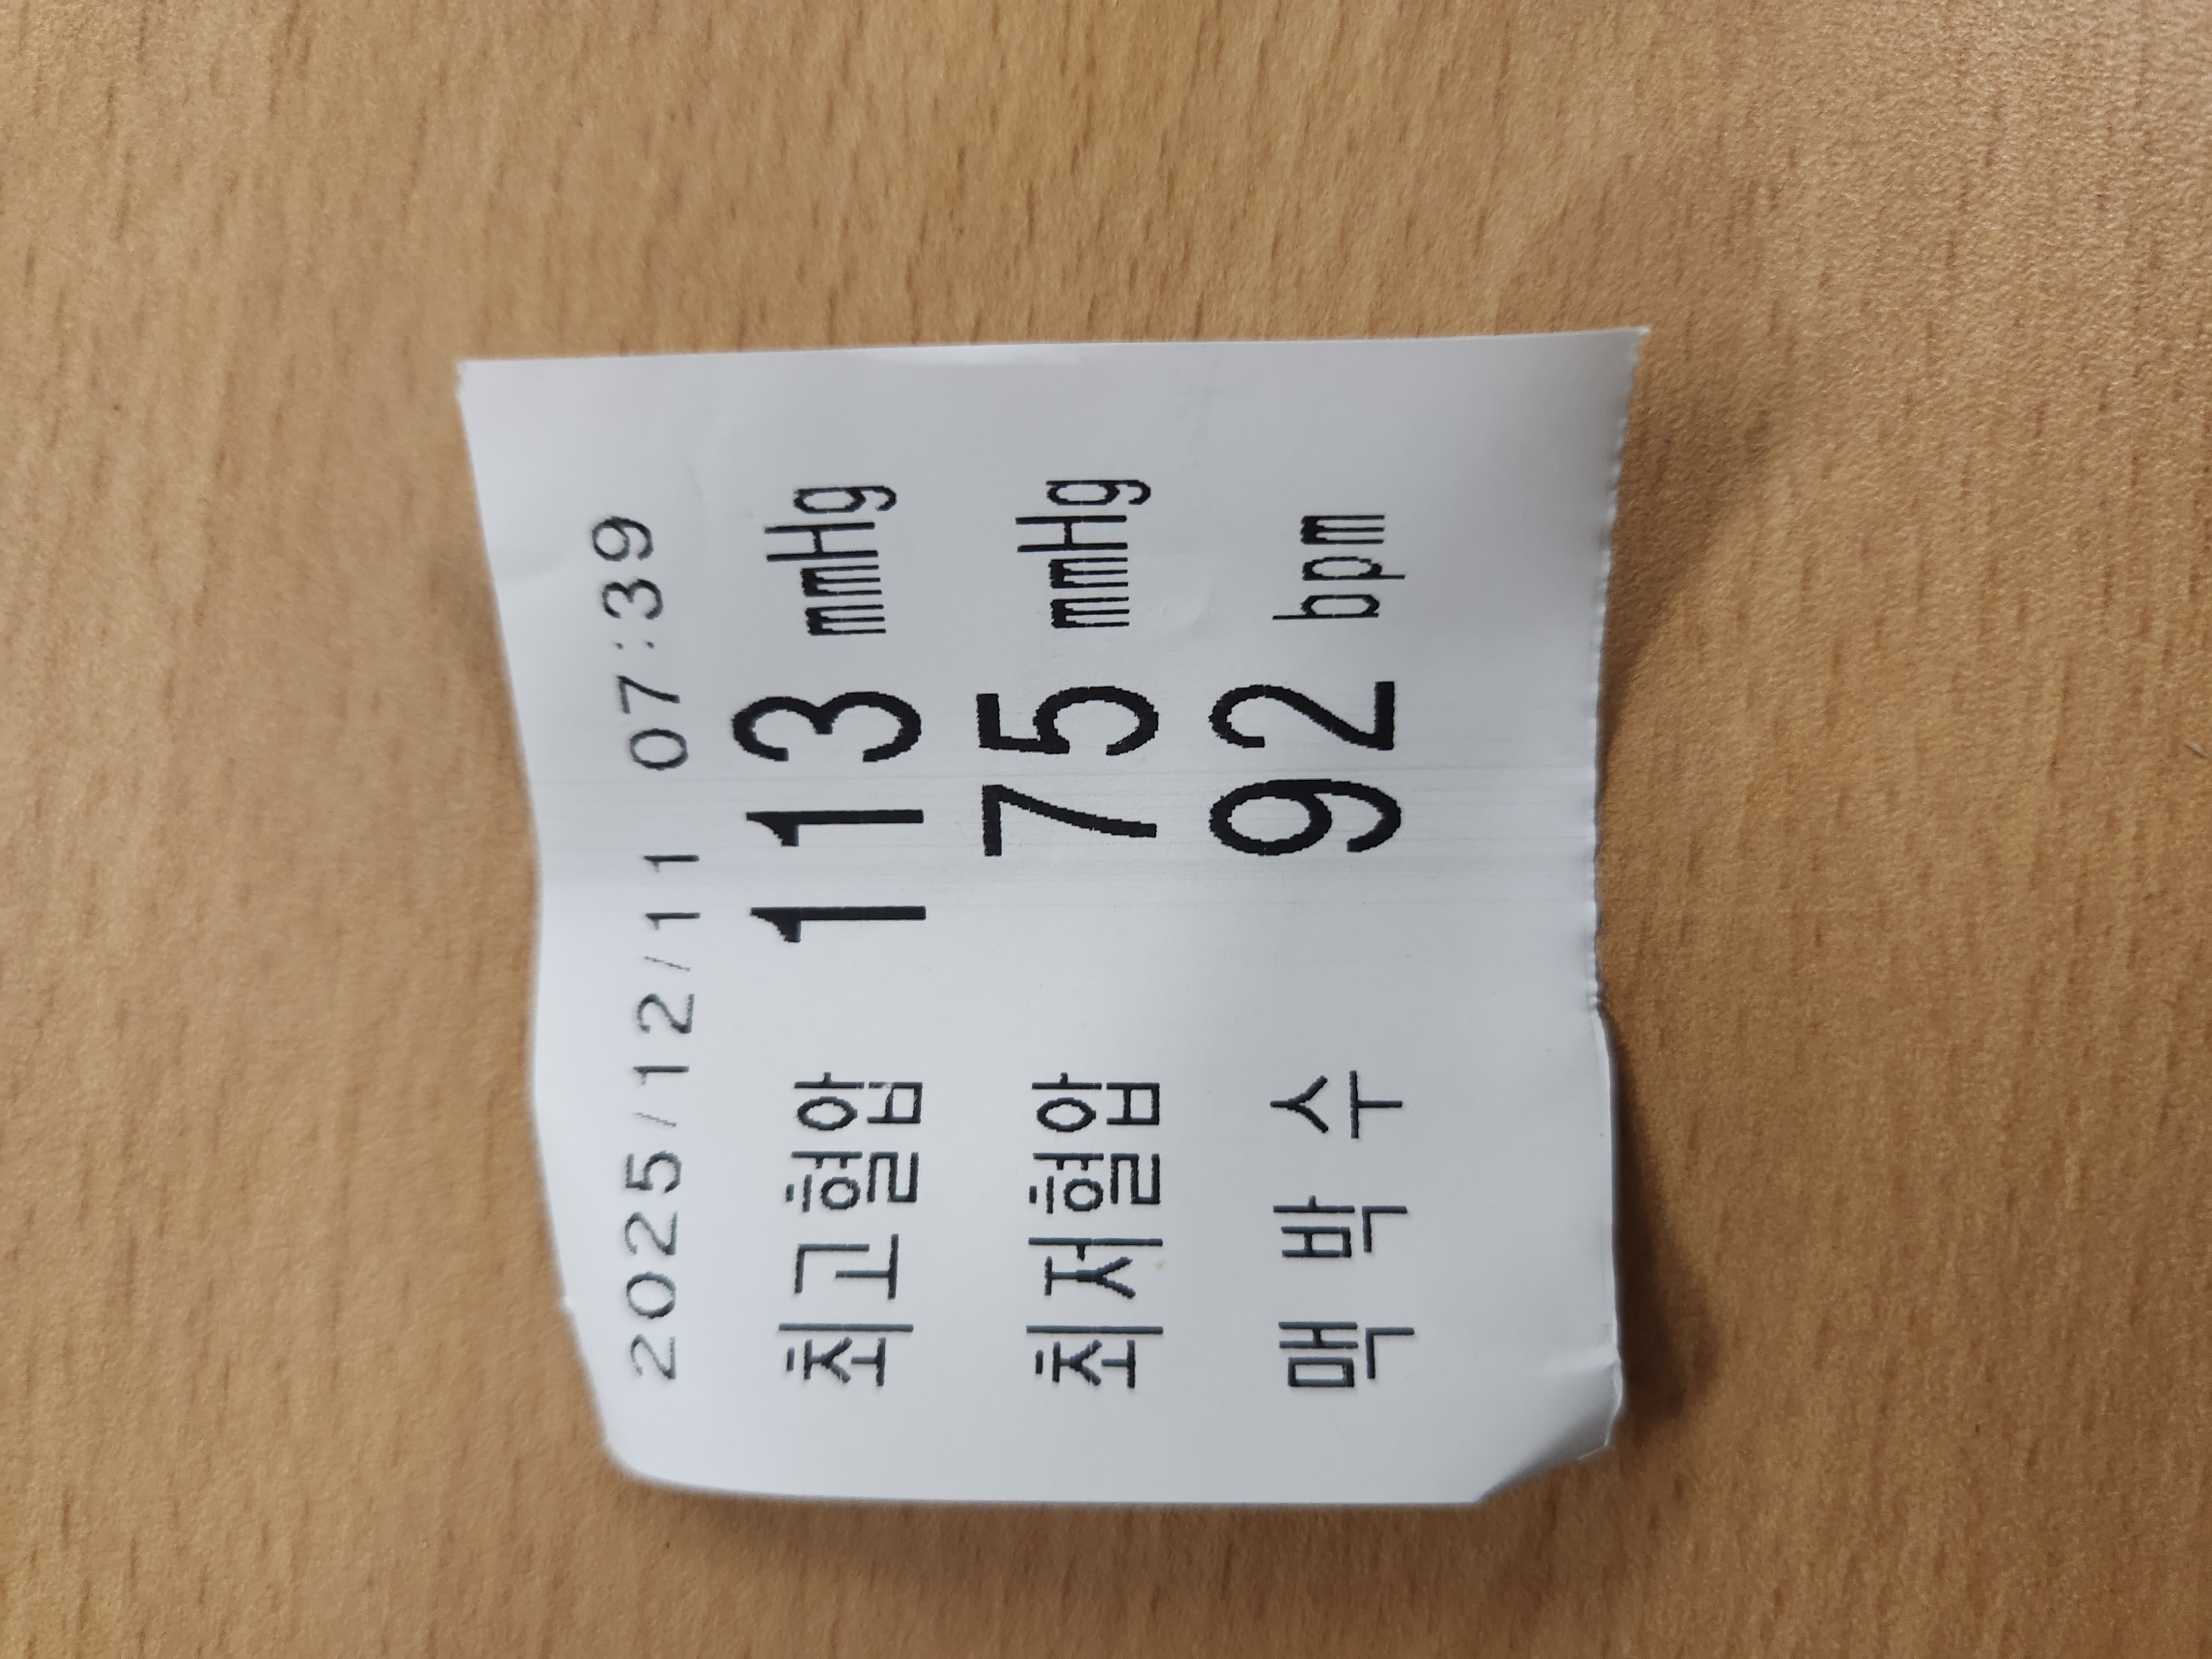 2025/12/11 07:39
최고혈압 113 mmHg
최저혈압 75 mmHg
맥 박 수 92 bpm